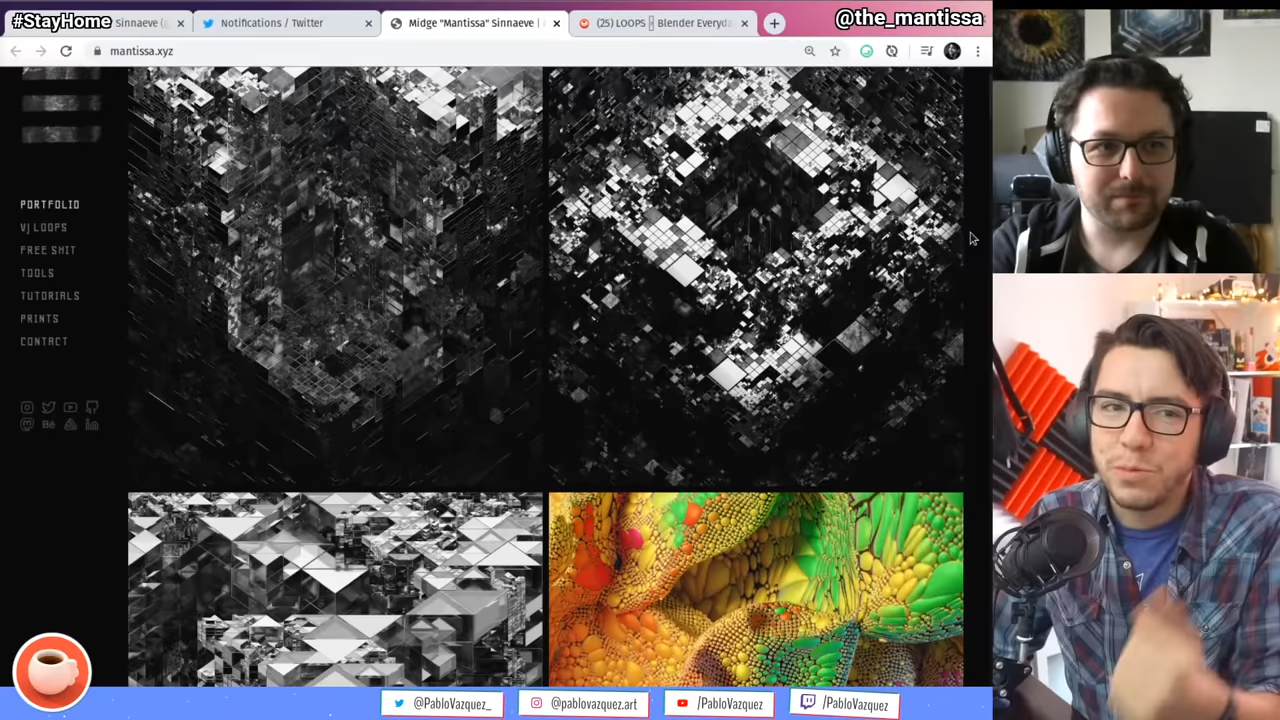 #StayHome
Sinnaeve (@
Notifications / Twitter
Midge "Mantissa" Sinnaeve |
(25) LOOPS
Blender Everyda
@the_mantissa
mantissa.xyz
PORTFOLIO
VJ LOOPS
FREE SHIT
TOOLS
TUTORIALS
PRINTS
CONTACT
@PabloVazquez_
@pablovazquez.art
/PabloVazquez
/PabloVazquez